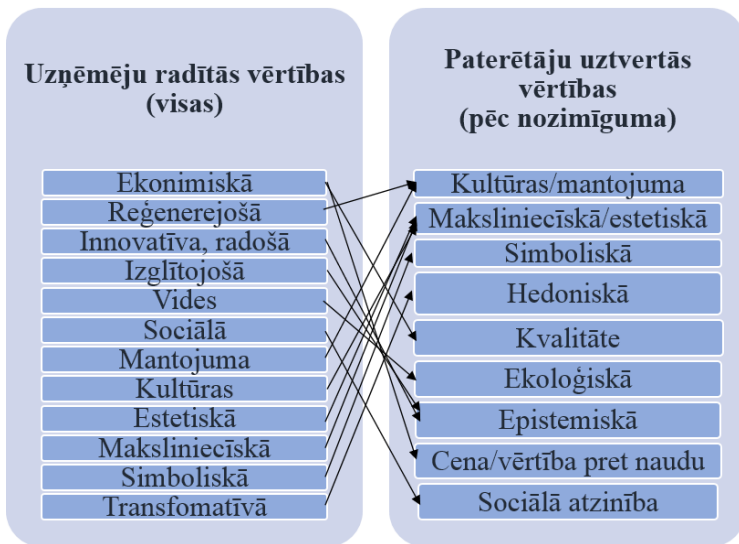 Uzņēmēju radītās vērtības
(visas)
Ekonimiskā
Reģenerejošā
Innovatīva, radošā
Izglītojošā
Vides
Sociālā
Mantojuma
Kultūras
Estetiskā
Maksliniecīskā
Simboliskā
Transfomatīvā
Paterētāju uztvertās
vērtības
(pēc nozimīguma)
Kultūras/mantojuma
Maksliniecīskā/estetiskā
Simboliskā
Hedoniskā
Kvalitāte
Ekoloģiskā
Epistemiskā
Cena/vērtība pret naudu
Sociālā atzinība